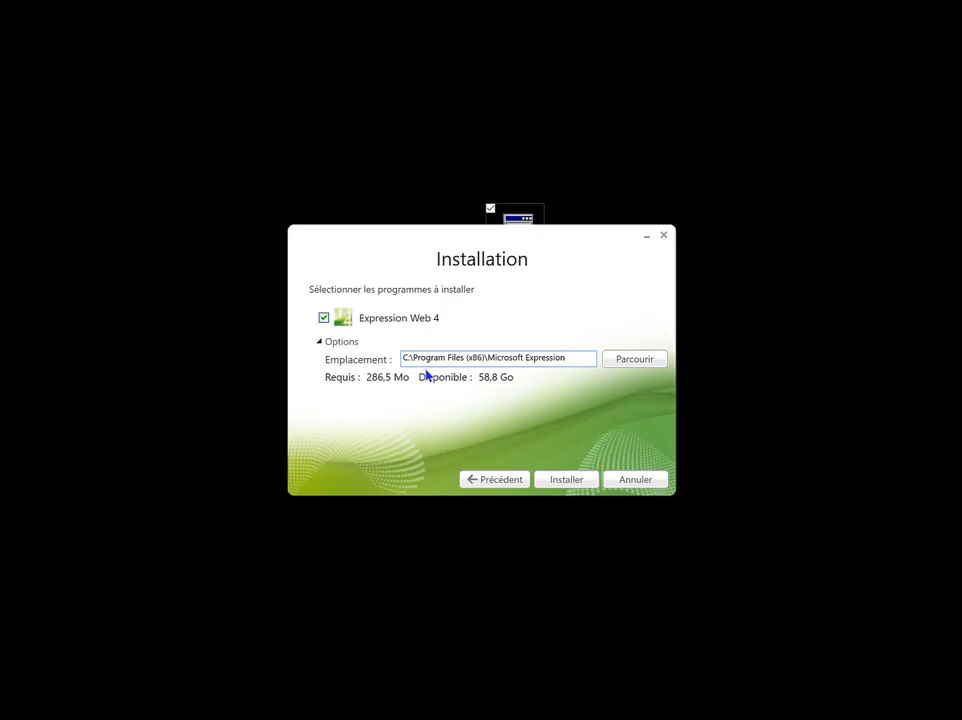 Installation
Sélectionner les programmes à installer
Expression Web 4
Options
Emplacement : C:\Program Files (x86)\Microsoft Expression Parcourir
Requis : 286,5 Mo Disponible : 58,8 Go
Précédent Installer Annuler